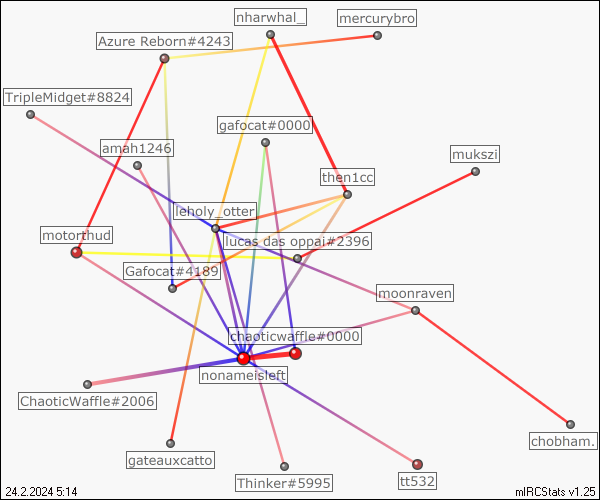 nharwhal_
mercurybro
Azure Reborn#4243
TripleMidget#8824
gafocat#0000
amah1246
mukszi
then1cc
leholy_otter
motorthud
lucas das oppai#2396
Gafocat#4189
moonraven
chaoticwaffle#0000
nonameisleft
ChaoticWaffle#2006
chobham.
gateauxcatto
tt532
Thinker#5995
24.2.2024 5:14
mIRCStats v1.25